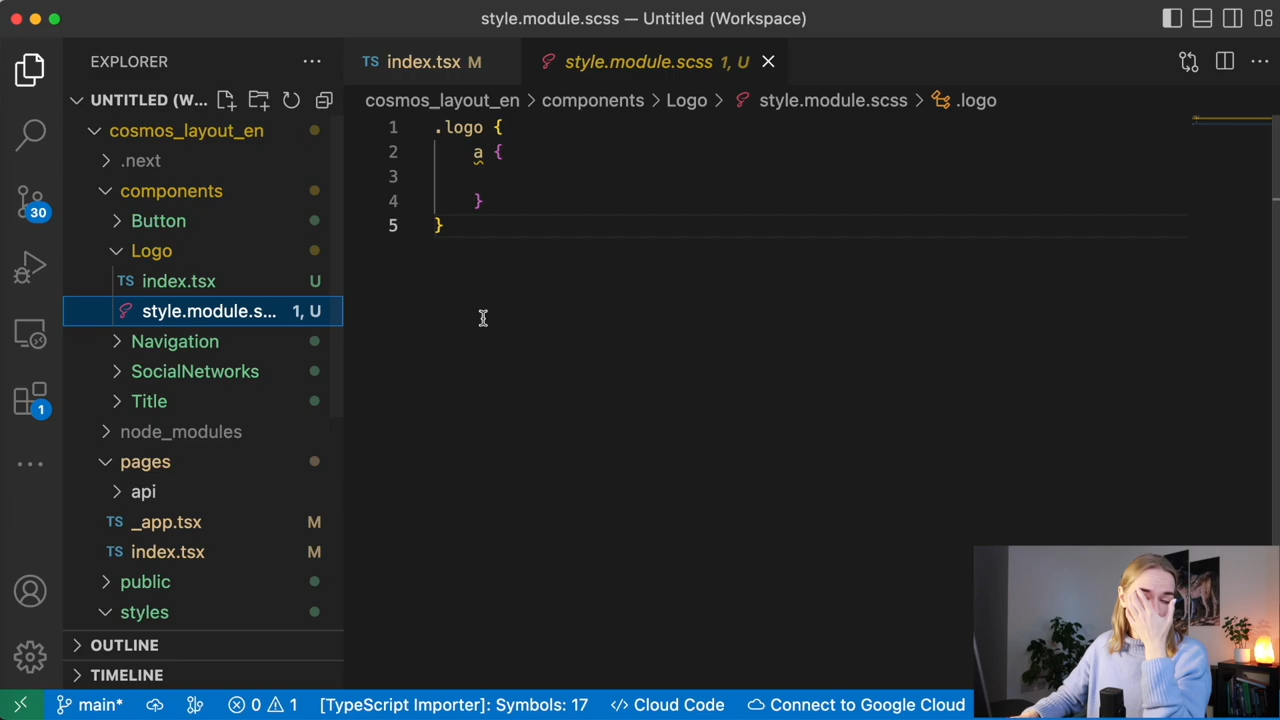 style.module.scss — Untitled (Workspace)
EXPLORER
UNTITLED (W...
cosmos_layout_en
.next
components
Button
Logo
TS index.tsx U
style.module.s... 1, U
Navigation
SocialNetworks
Title
node_modules
pages
api
TS _app.tsx M
TS index.tsx M
public
styles
OUTLINE
TIMELINE
30
1
TS index.tsx M
style.module.scss 1, U
cosmos_layout_en > components > Logo > style.module.scss > .logo
1 .logo {
2 a {
3
4 }
5 }
main* 0 1 [TypeScript Importer]: Symbols: 17 </> Cloud Code Connect to Google Cloud